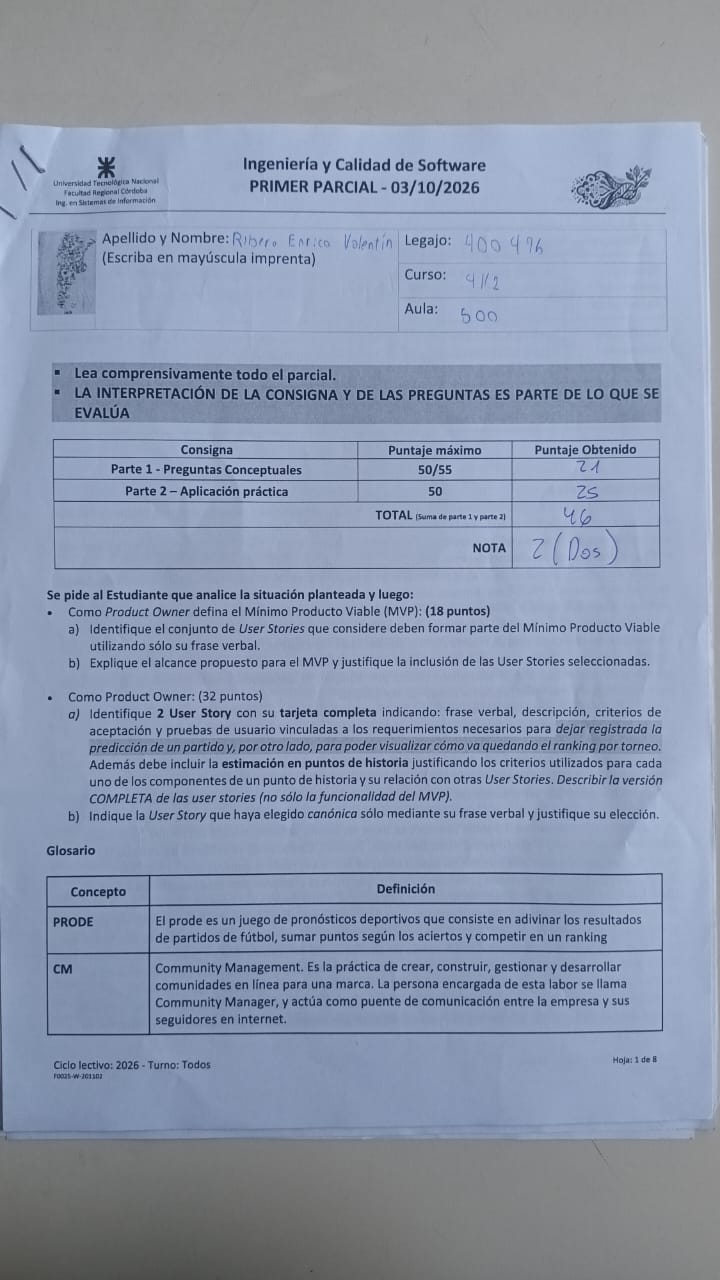 Universidad Tecnológica Nacional
Facultad Regional Córdoba
Ing. en Sistemas de Información
Ingeniería y Calidad de Software
PRIMER PARCIAL - 03/10/2026
Apellido y Nombre: Ribero Enrico Valentín
(Escriba en mayúscula imprenta)
Legajo: 400496
Curso: 4K2
Aula: 500
▪ Lea comprensivamente todo el parcial.
▪ LA INTERPRETACIÓN DE LA CONSIGNA Y DE LAS PREGUNTAS ES PARTE DE LO QUE SE
EVALÚA
Consigna Puntaje máximo Puntaje Obtenido
Parte 1 - Preguntas Conceptuales 50/55 21
Parte 2 – Aplicación práctica 50 25
TOTAL (Suma de parte 1 y parte 2) 46
NOTA 2 (Dos)
Se pide al Estudiante que analice la situación planteada y luego:
• Como Product Owner defina el Mínimo Producto Viable (MVP): (18 puntos)
a) Identifique el conjunto de User Stories que considere deben formar parte del Mínimo Producto Viable
utilizando sólo su frase verbal.
b) Explique el alcance propuesto para el MVP y justifique la inclusión de las User Stories seleccionadas.
• Como Product Owner: (32 puntos)
a) Identifique 2 User Story con su tarjeta completa indicando: frase verbal, descripción, criterios de
aceptación y pruebas de usuario vinculadas a los requerimientos necesarios para dejar registrada la
predicción de un partido y, por otro lado, para poder visualizar cómo va quedando el ranking por torneo.
Además debe incluir la estimación en puntos de historia justificando los criterios utilizados para cada
uno de los componentes de un punto de historia y su relación con otras User Stories. Describir la versión
COMPLETA de las user stories (no sólo la funcionalidad del MVP).
b) Indique la User Story que haya elegido canónica sólo mediante su frase verbal y justifique su elección.
Glosario
Concepto Definición
PRODE El prode es un juego de pronósticos deportivos que consiste en adivinar los resultados
de partidos de fútbol, sumar puntos según los aciertos y competir en un ranking
CM Community Management. Es la práctica de crear, construir, gestionar y desarrollar
comunidades en línea para una marca. La persona encargada de esta labor se llama
Community Manager, y actúa como puente de comunicación entre la empresa y sus
seguidores en internet.
Ciclo lectivo: 2026 - Turno: Todos
F0025-W-201102
Hoja: 1 de 8